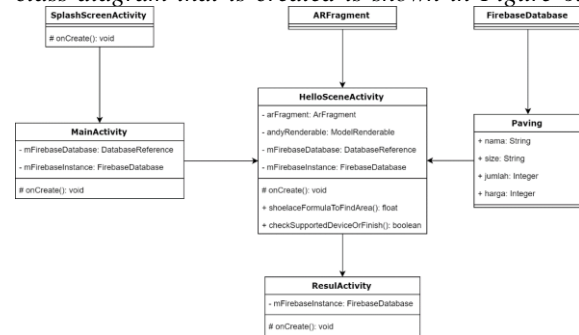 class diagram that is created is shown in Figure
SplashScreenActivity
# onCreate(): void
ARFragment
FirebaseDatabase
HelloSceneActivity
- arFragment: ArFragment
- andyRenderable: ModelRenderable
- mFirebaseDatabase: DatabaseReference
- mFirebaseInstance: FirebaseDatabase
# onCreate(): void
+ shoelaceFormulaToFindArea(): float
+ checkSupportedDeviceOrFinish(): boolean
MainActivity
- mFirebaseDatabase: DatabaseReference
- mFirebaseInstance: FirebaseDatabase
# onCreate(): void
Paving
+ nama: String
+ size: String
+ jumlah: Integer
+ harga: Integer
ResulActivity
- mFirebaseInstance: FirebaseDatabase
# onCreate(): void